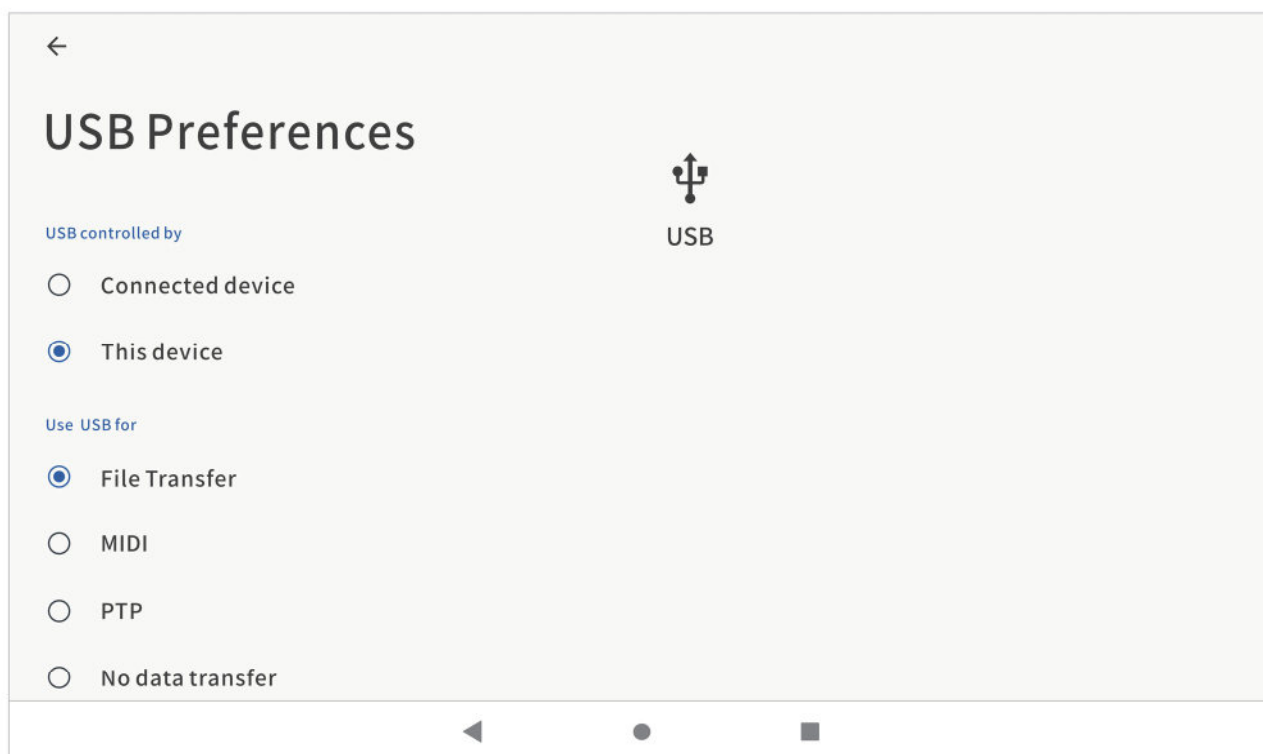 USB Preferences
USB
USB controlled by
Connected device
This device
Use USB for
File Transfer
MIDI
PTP
No data transfer